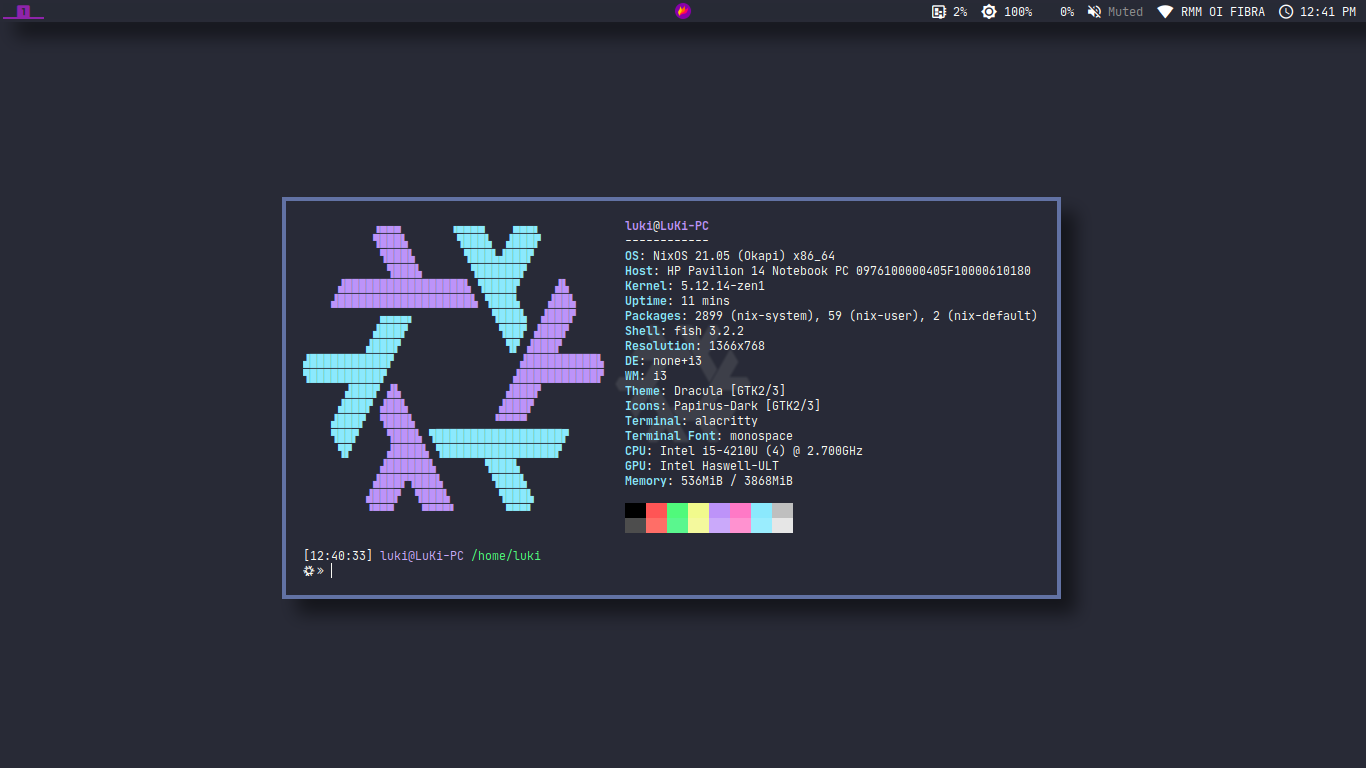 1
2% 100% 0% Muted RMM OI FIBRA 12:41 PM
luki@LuKi-PC
------------
OS: NixOS 21.05 (Okapi) x86_64
Host: HP Pavilion 14 Notebook PC 0976100000405F10000610180
Kernel: 5.12.14-zen1
Uptime: 11 mins
Packages: 2899 (nix-system), 59 (nix-user), 2 (nix-default)
Shell: fish 3.2.2
Resolution: 1366x768
DE: none+i3
WM: i3
Theme: Dracula [GTK2/3]
Icons: Papirus-Dark [GTK2/3]
Terminal: alacritty
Terminal Font: monospace
CPU: Intel i5-4210U (4) @ 2.700GHz
GPU: Intel Haswell-ULT
Memory: 536MiB / 3868MiB
[12:40:33] luki@LuKi-PC /home/luki
»